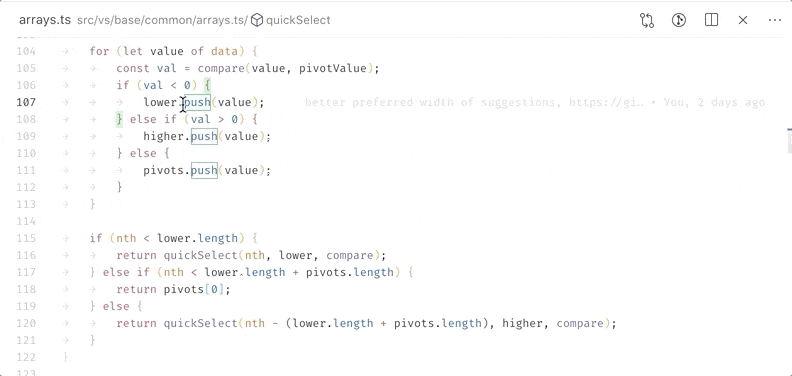 arrays.ts src/vs/base/common/arrays.ts/ quickSelect
104 for (let value of data) {
105 const val = compare(value, pivotValue);
106 if (val < 0) {
107 lower.push(value); better preferred width of suggestions, https://gi… • You, 2 days ago
108 } else if (val > 0) {
109 higher.push(value);
110 } else {
111 pivots.push(value);
112 }
113 }
114
115 if (nth < lower.length) {
116 return quickSelect(nth, lower, compare);
117 } else if (nth < lower.length + pivots.length) {
118 return pivots[0];
119 } else {
120 return quickSelect(nth - (lower.length + pivots.length), higher, compare);
121 }
122 }
123